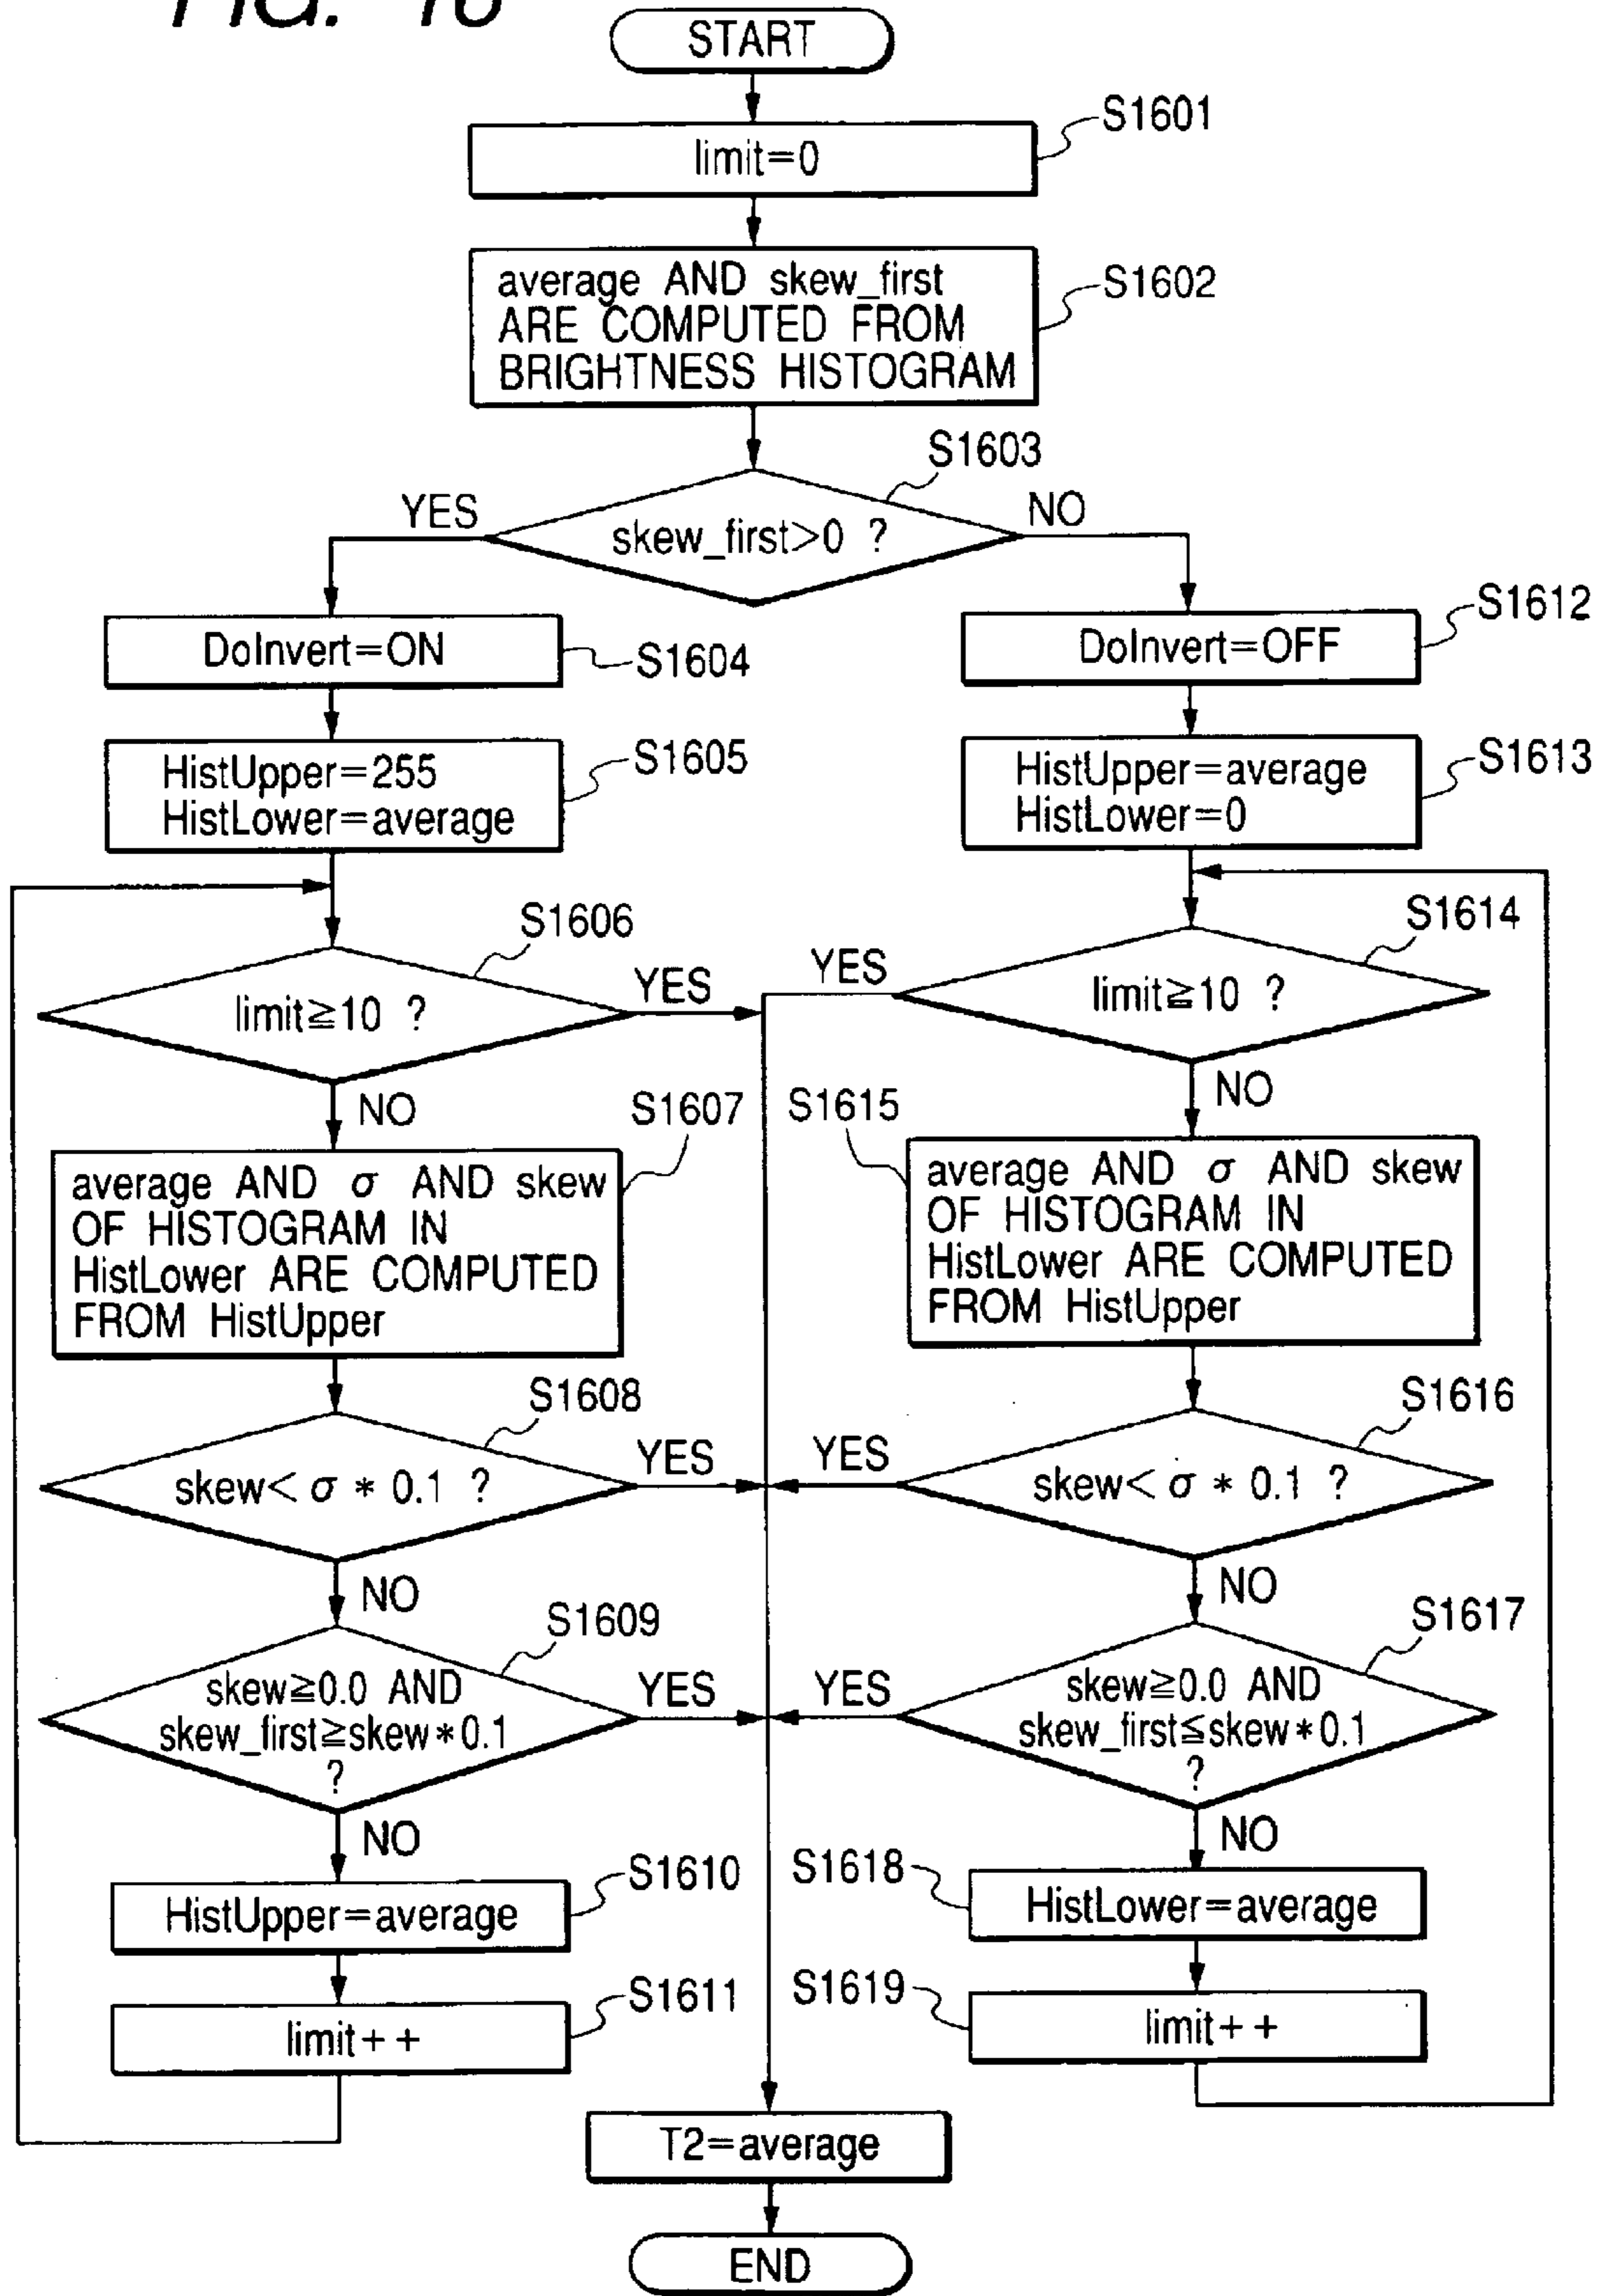 FIG. 16
START
S1601
limit=0
S1602
average AND skew_first
ARE COMPUTED FROM
BRIGHTNESS HISTOGRAM
S1603
YES
NO
skew_first>0 ?
S1612
DoInvert=ON
S1604
DoInvert=OFF
S1605
HistUpper=255
HistLower=average
S1613
HistUpper=average
HistLower=0
S1606
S1614
YES
YES
limit≧10 ?
limit≧10 ?
NO
NO
S1607
S1615
average AND σ AND skew
OF HISTOGRAM IN
HistLower ARE COMPUTED
FROM HistUpper
average AND σ AND skew
OF HISTOGRAM IN
HistLower ARE COMPUTED
FROM HistUpper
S1608
S1616
YES
YES
skew< σ * 0.1 ?
skew< σ * 0.1 ?
NO
NO
S1609
S1617
skew≧0.0 AND
skew_first≧skew*0.1
?
YES
YES
skew≧0.0 AND
skew_first≦skew*0.1
?
NO
NO
S1610
S1618
HistUpper=average
HistLower=average
S1611
S1619
limit++
limit++
T2=average
END